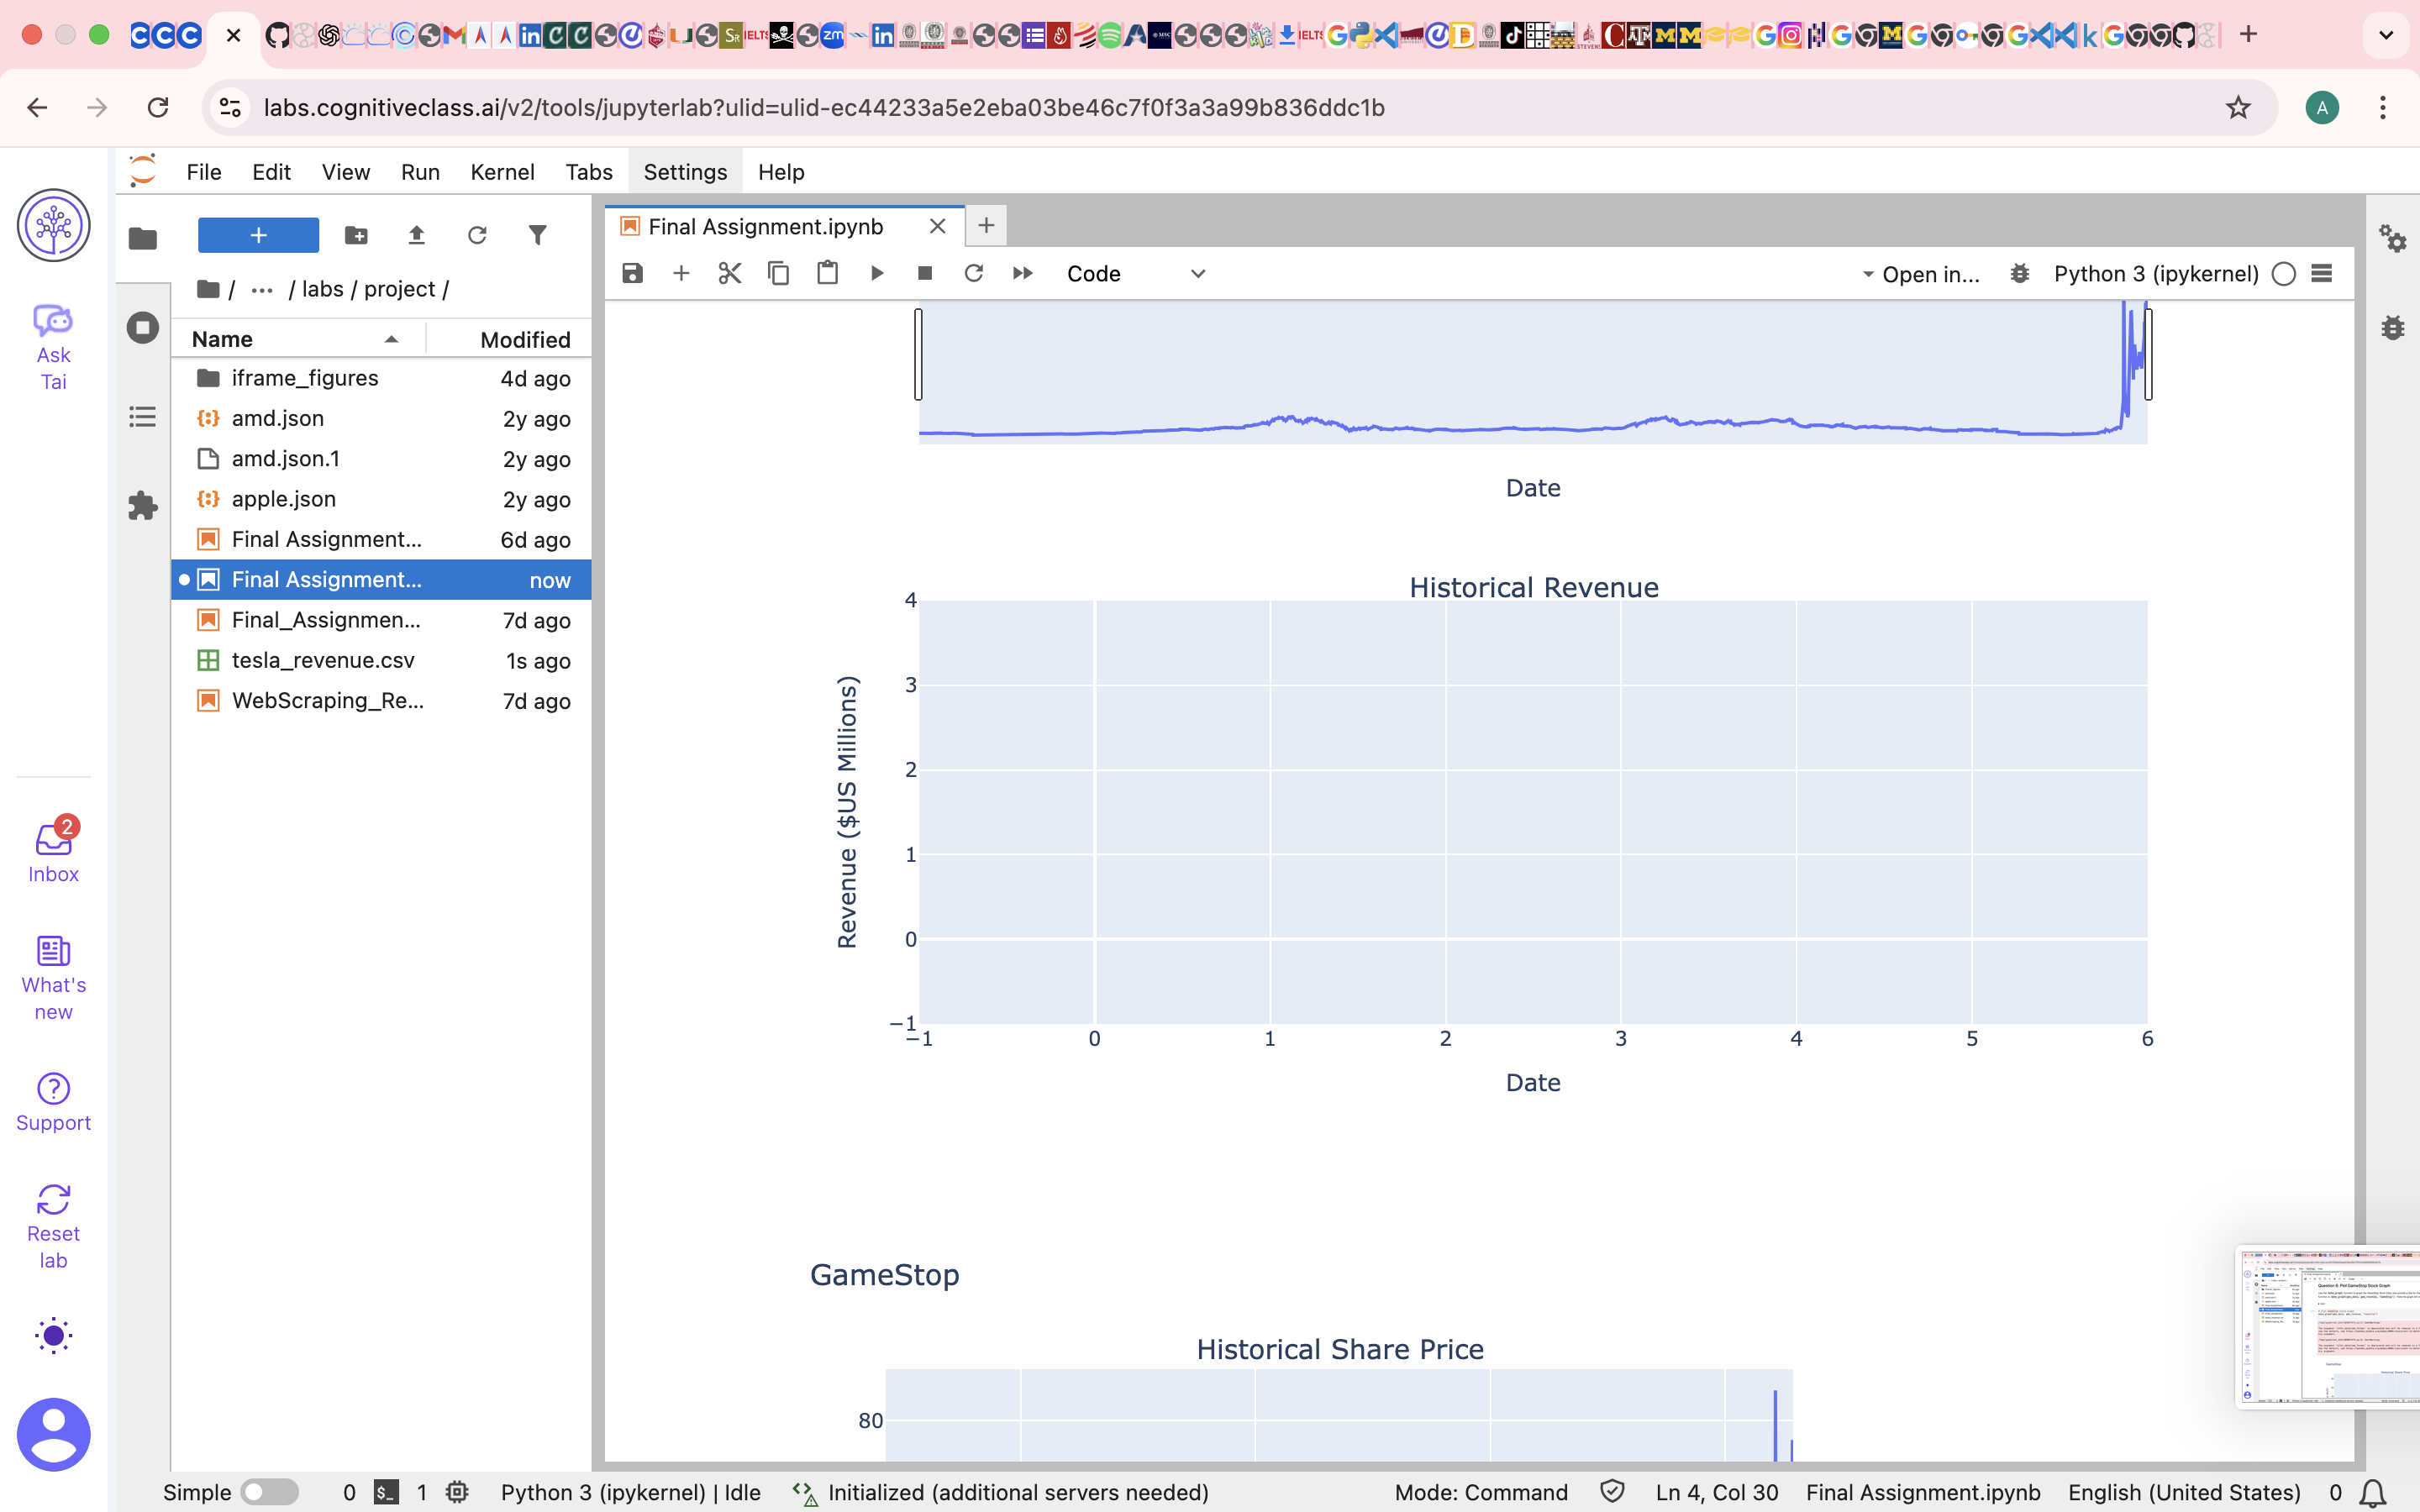 labs.cognitiveclass.ai/v2/tools/jupyterlab?ulid=ulid-ec44233a5e2eba03be46c7f0f3a3a99b836ddc1b
A
File Edit View Run Kernel Tabs Settings Help
Ask
Tai
2
Inbox
What's
new
Support
Reset
lab
+
/ ··· / labs / project /
Name Modified
iframe_figures 4d ago
amd.json 2y ago
amd.json.1 2y ago
apple.json 2y ago
Final Assignment... 6d ago
Final Assignment... now
Final_Assignmen... 7d ago
tesla_revenue.csv 1s ago
WebScraping_Re... 7d ago
Final Assignment.ipynb
Code
Open in...
Python 3 (ipykernel)
Date
Historical Revenue
Revenue ($US Millions)
4
3
2
1
0
−1
−1 0 1 2 3 4 5 6
Date
GameStop
Historical Share Price
80
Simple 0 $_ 1 Python 3 (ipykernel) | Idle Initialized (additional servers needed) Mode: Command Ln 4, Col 30 Final Assignment.ipynb English (United States) 0